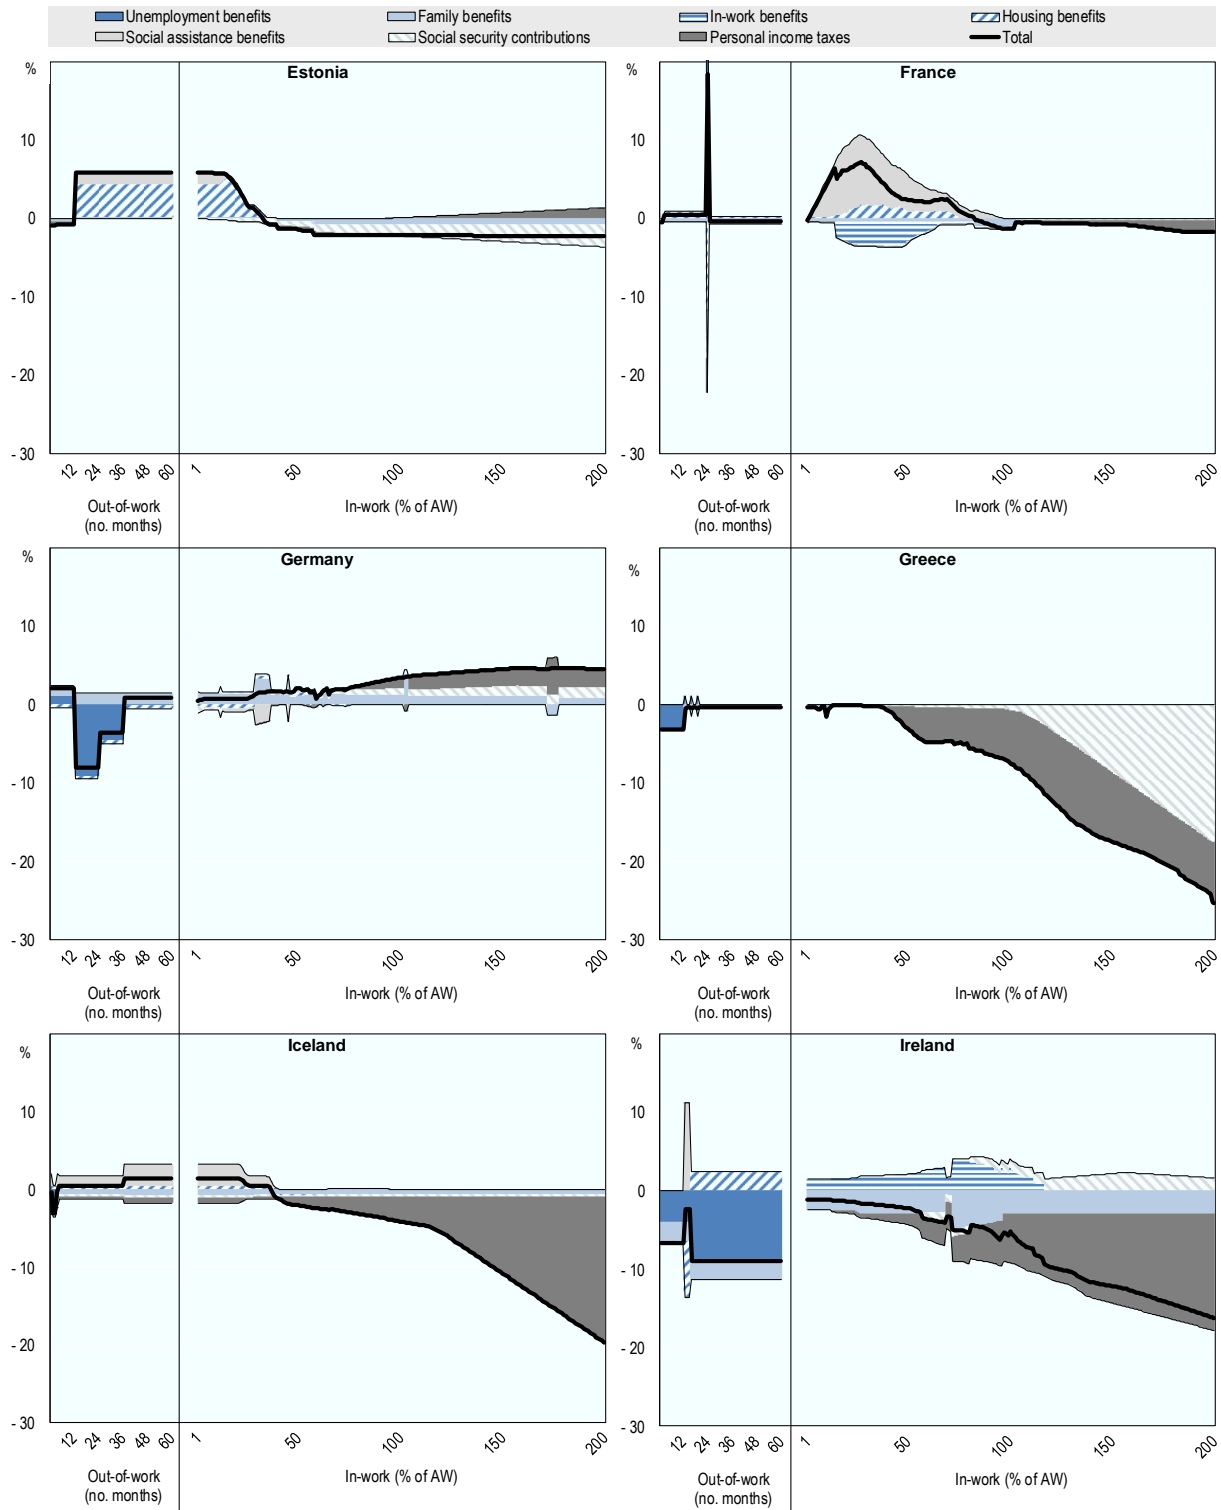 Unemployment benefits Family benefits In-work benefits Housing benefits
Social assistance benefits Social security contributions Personal income taxes Total
% Estonia
10
0
- 10
- 20
- 30
12 24 36 48 60 1 50 100 150 200
Out-of-work In-work (% of AW)
(no. months)
% France
10
0
- 10
- 20
- 30
12 24 36 48 60 1 50 100 150 200
Out-of-work In-work (% of AW)
(no. months)
% Germany
10
0
- 10
- 20
- 30
12 24 36 48 60 1 50 100 150 200
Out-of-work In-work (% of AW)
(no. months)
% Greece
10
0
- 10
- 20
- 30
12 24 36 48 60 1 50 100 150 200
Out-of-work In-work (% of AW)
(no. months)
% Iceland
10
0
- 10
- 20
- 30
12 24 36 48 60 1 50 100 150 200
Out-of-work In-work (% of AW)
(no. months)
% Ireland
10
0
- 10
- 20
- 30
12 24 36 48 60 1 50 100 150 200
Out-of-work In-work (% of AW)
(no. months)